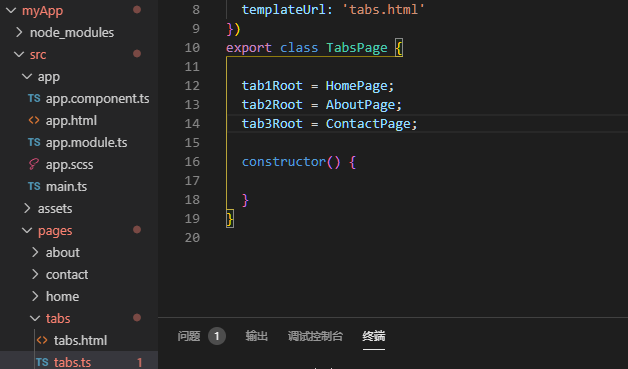 myApp
node_modules
src
app
TS app.component.ts
<> app.html
TS app.module.ts
app.scss
TS main.ts
assets
pages
about
contact
home
tabs
<> tabs.html
TS tabs.ts 1
8 templateUrl: 'tabs.html'
9 })
10 export class TabsPage {
11
12 tab1Root = HomePage;
13 tab2Root = AboutPage;
14 tab3Root = ContactPage;
15
16 constructor() {
17
18 }
19 }
20
问题 1 输出 调试控制台 终端